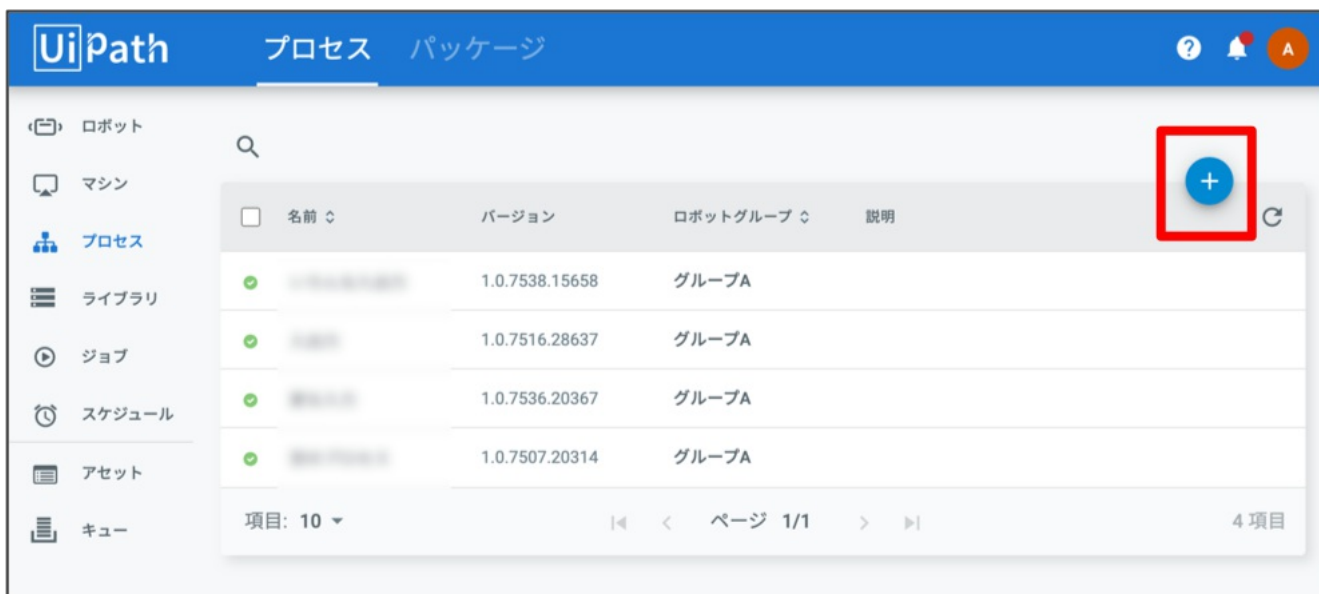 UiPath プロセス パッケージ ? A
ロボット
マシン
プロセス
ライブラリ
ジョブ
スケジュール
アセット
キュー
+
名前 バージョン ロボットグループ 説明
1.0.7538.15658 グループA
1.0.7516.28637 グループA
1.0.7536.20367 グループA
1.0.7507.20314 グループA
項目: 10 ページ 1/1 4 項目